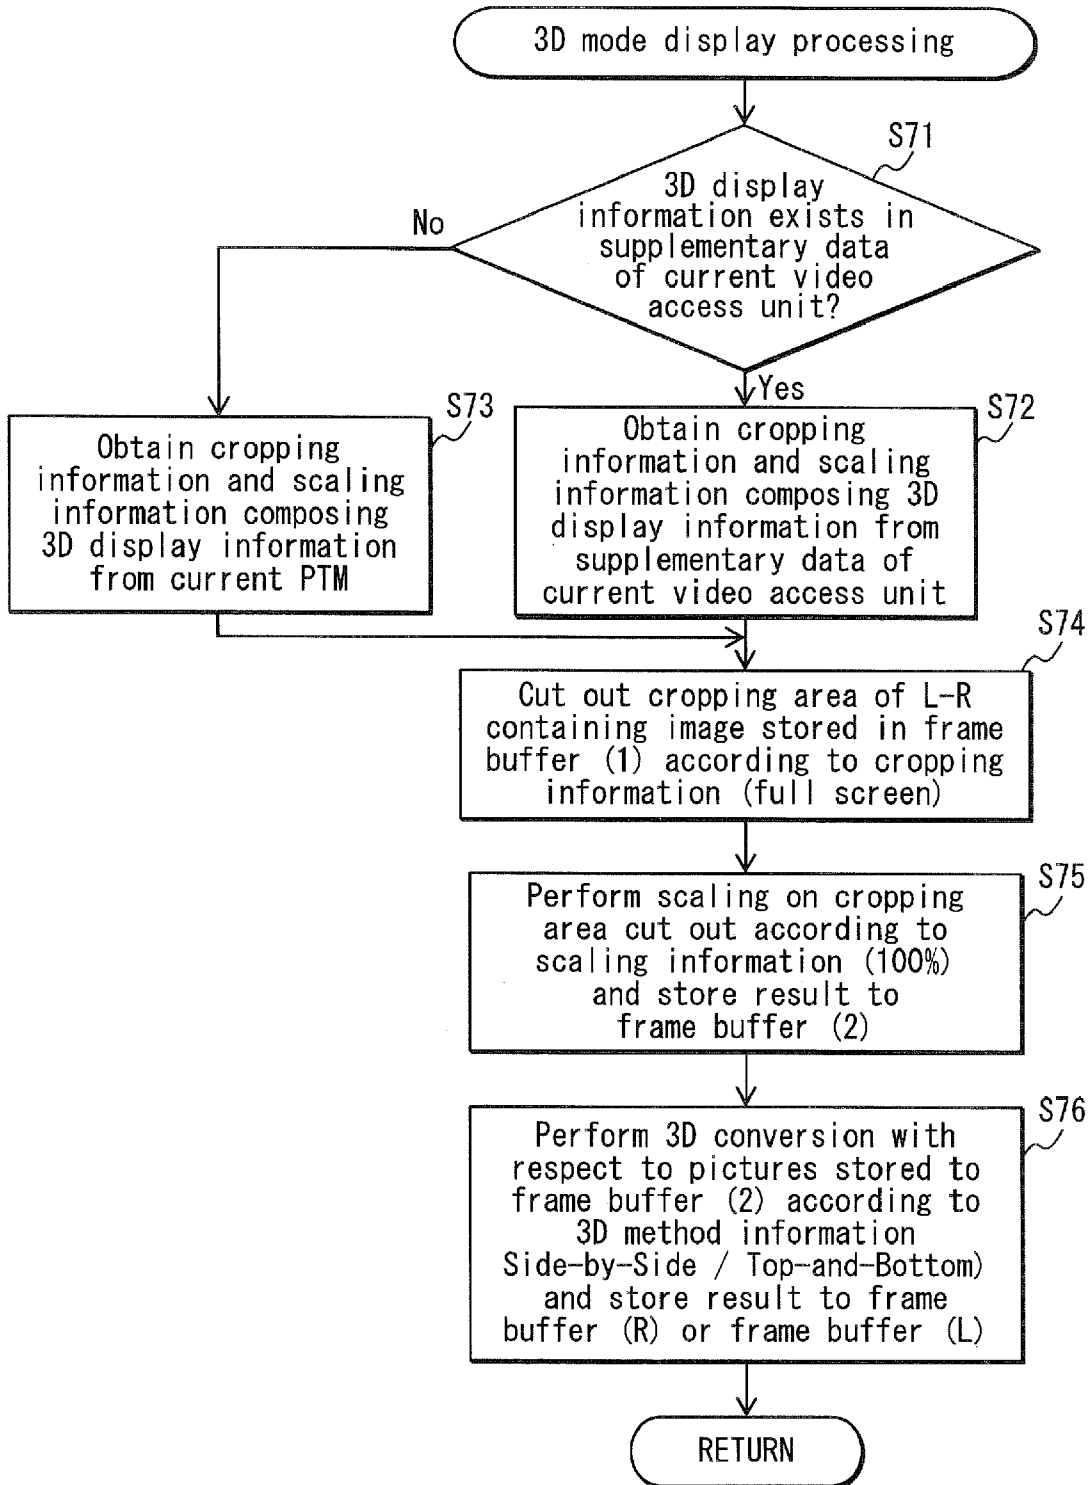 3D mode display processing
S71
3D display
information exists in
supplementary data
of current video
access unit?
No
Yes
S73
Obtain cropping
information and scaling
information composing
3D display information
from current PTM
S72
Obtain cropping
information and scaling
information composing 3D
display information from
supplementary data of
current video access unit
S74
Cut out cropping area of L-R
containing image stored in frame
buffer (1) according to cropping
information (full screen)
S75
Perform scaling on cropping
area cut out according to
scaling information (100%)
and store result to
frame buffer (2)
S76
Perform 3D conversion with
respect to pictures stored to
frame buffer (2) according to
3D method information
Side-by-Side / Top-and-Bottom)
and store result to frame
buffer (R) or frame buffer (L)
RETURN